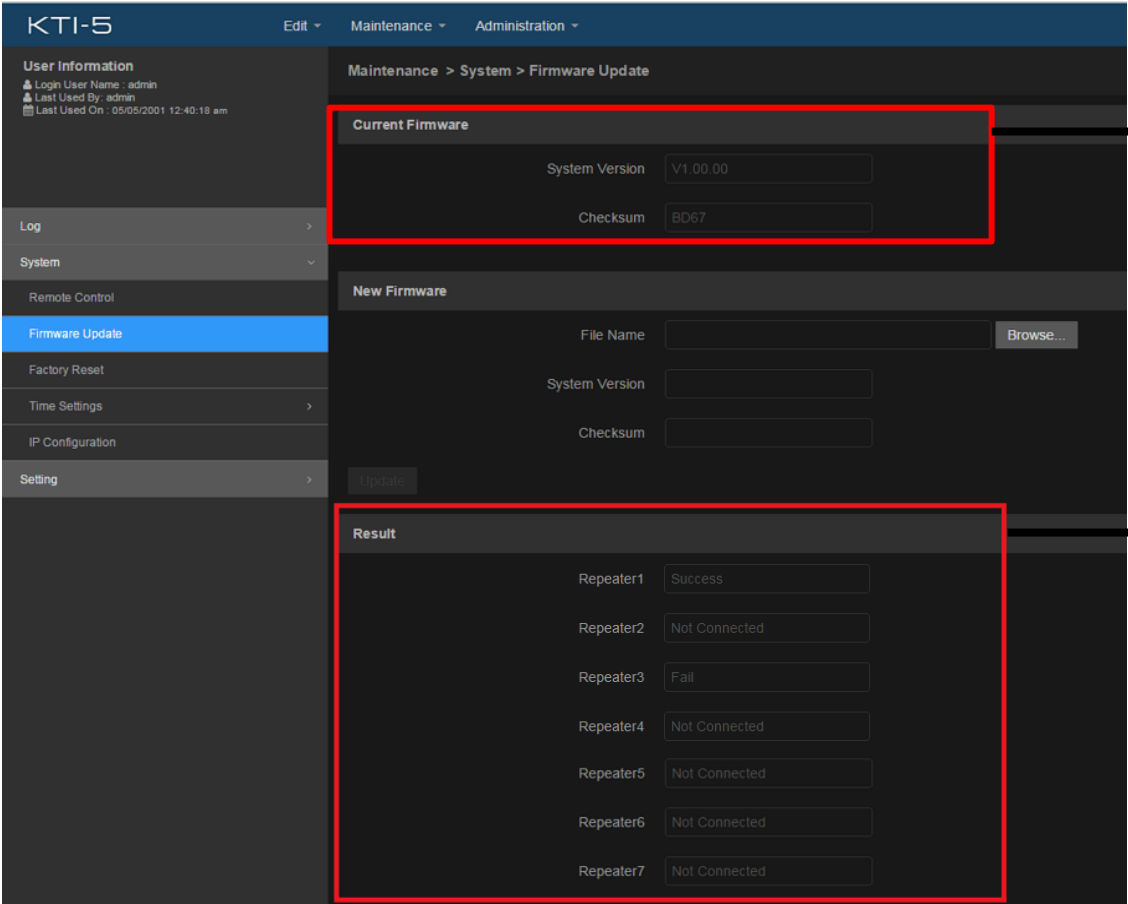 KTI-5
Edit
Maintenance
Administration
User Information
Login User Name : admin
Last Used By: admin
Last Used On : 05/05/2001 12:40:18 am
Log
System
Remote Control
Firmware Update
Factory Reset
Time Settings
IP Configuration
Setting
Maintenance > System > Firmware Update
Current Firmware
System Version V1.00.00
Checksum BD67
New Firmware
File Name Browse...
System Version
Checksum
Update
Result
Repeater1 Success
Repeater2 Not Connected
Repeater3 Fail
Repeater4 Not Connected
Repeater5 Not Connected
Repeater6 Not Connected
Repeater7 Not Connected